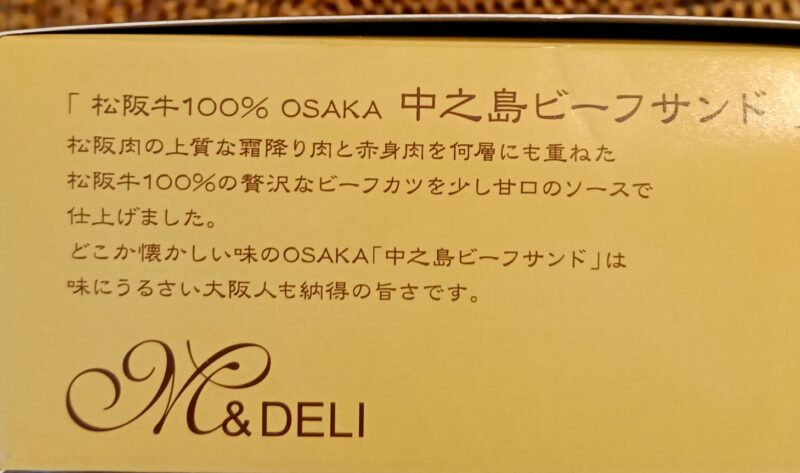 「 松阪牛100% OSAKA 中之島ビーフサンド 」
松阪肉の上質な霜降り肉と赤身肉を何層にも重ねた
松阪牛100%の贅沢なビーフカツを少し甘口のソースで
仕上げました。
どこか懐かしい味のOSAKA「中之島ビーフサンド」は
味にうるさい大阪人も納得の旨さです。
M&DELI